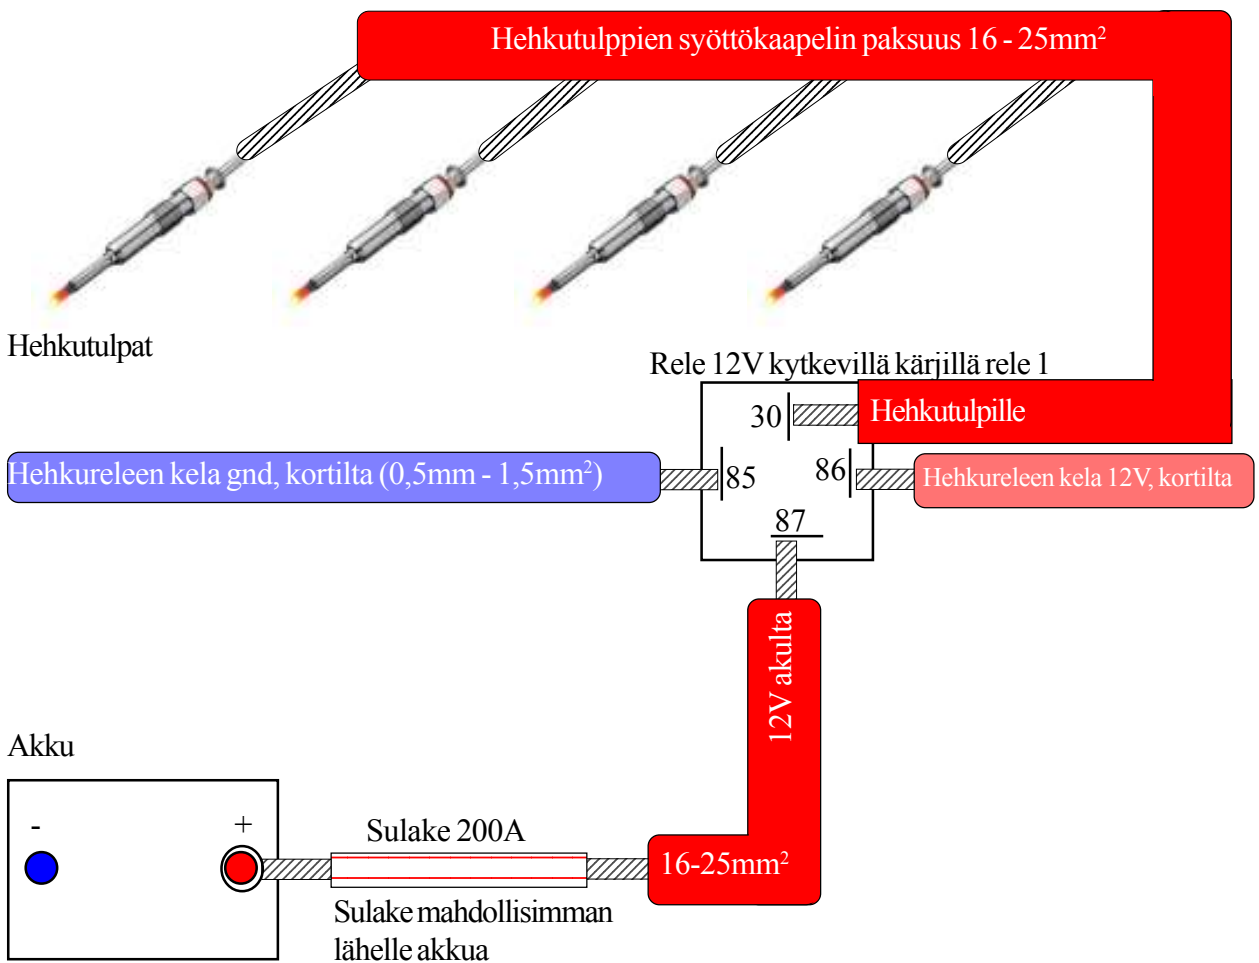 Hehkutulppien syöttökaapelin paksuus 16 - 25mm²
Hehkutulpat
Rele 12V kytkevillä kärjillä rele 1
30
Hehkutulpille
Hehkureleen kela gnd, kortilta (0,5mm - 1,5mm²)
85
86
Hehkureleen kela 12V, kortilta
87
12V akulta
Akku
-
+
Sulake 200A
16-25mm²
Sulake mahdollisimman
lähelle akkua